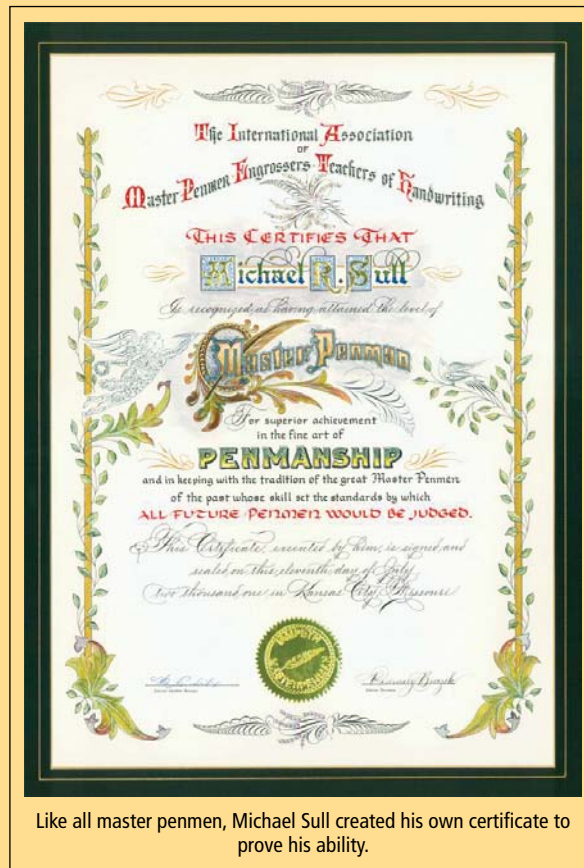 The International Association
OF
Master Penmen Engrossers Teachers of Handwriting
THIS CERTIFIES THAT
Michael R. Sull
Is recognized as having attained the level of
Master Penman
For superior achievement
in the fine art of
PENMANSHIP
and in keeping with the tradition of the great Master Penmen
of the past whose skill set the standards by which
ALL FUTURE PENMEN WOULD BE JUDGED.
This Certificate, executed by him, is signed and
sealed on this eleventh day of July,
two thousand one in Kansas City, Missouri
Like all master penmen, Michael Sull created his own certificate to
prove his ability.